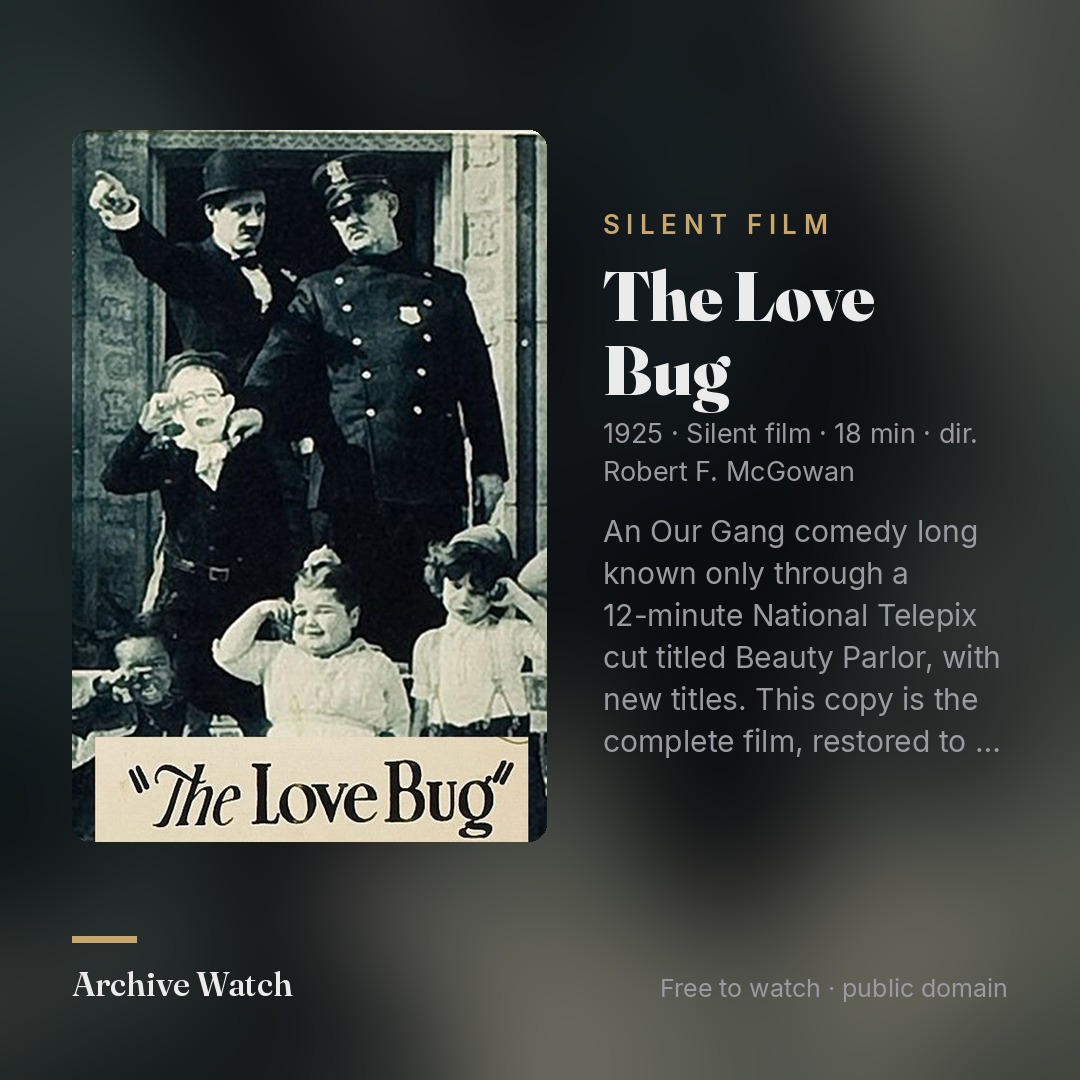 SILENT FILM
The Love
Bug
1925 · Silent film · 18 min · dir.
Robert F. McGowan
An Our Gang comedy long
known only through a
12-minute National Telepix
cut titled Beauty Parlor, with
new titles. This copy is the
complete film, restored to ...
"The Love Bug"
Archive Watch
Free to watch · public domain